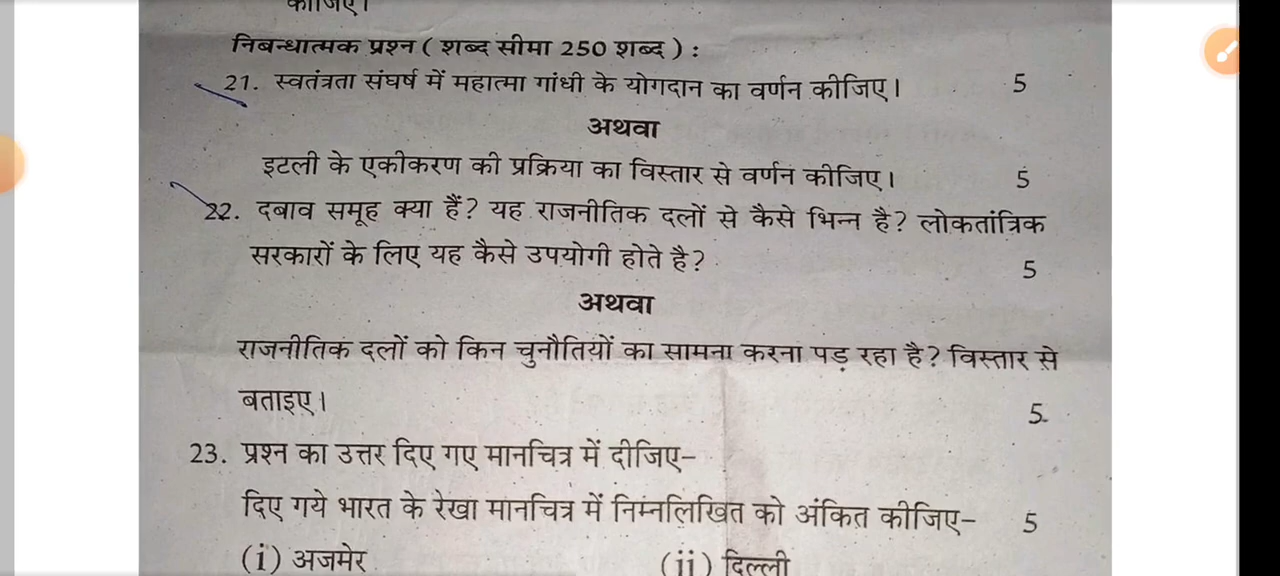 कीजिए।
निबन्धात्मक प्रश्न ( शब्द सीमा 250 शब्द ) :
21. स्वतंत्रता संघर्ष में महात्मा गांधी के योगदान का वर्णन कीजिए। 5
अथवा
इटली के एकीकरण की प्रक्रिया का विस्तार से वर्णन कीजिए। 5
22. दबाव समूह क्या हैं? यह राजनीतिक दलों से कैसे भिन्न है? लोकतांत्रिक
सरकारों के लिए यह कैसे उपयोगी होते है? 5
अथवा
राजनीतिक दलों को किन चुनौतियों का सामना करना पड़ रहा है? विस्तार से
बताइए। 5
23. प्रश्न का उत्तर दिए गए मानचित्र में दीजिए-
दिए गये भारत के रेखा मानचित्र में निम्नलिखित को अंकित कीजिए- 5
(i) अजमेर (ii) दिल्ली